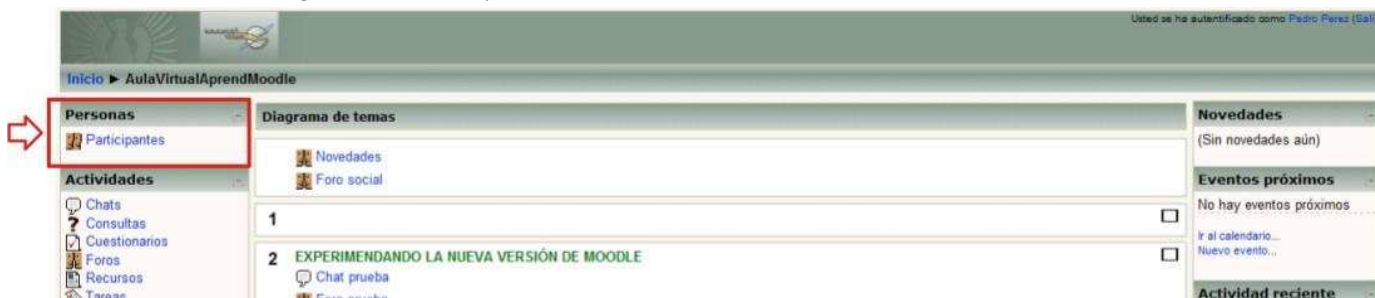 Usted se ha autentificado como Pedro Perez (Sali
Inicio ► AulaVirtualAprendMoodle
Personas
Participantes
Actividades
Chats
Consultas
Cuestionarios
Foros
Recursos
Tareas
Diagrama de temas
Novedades
Foro social
1
2 EXPERIMENDANDO LA NUEVA VERSIÓN DE MOODLE
Chat prueba
Foro prueba
Novedades
(Sin novedades aún)
Eventos próximos
No hay eventos próximos
Ir al calendario...
Nuevo evento...
Actividad reciente